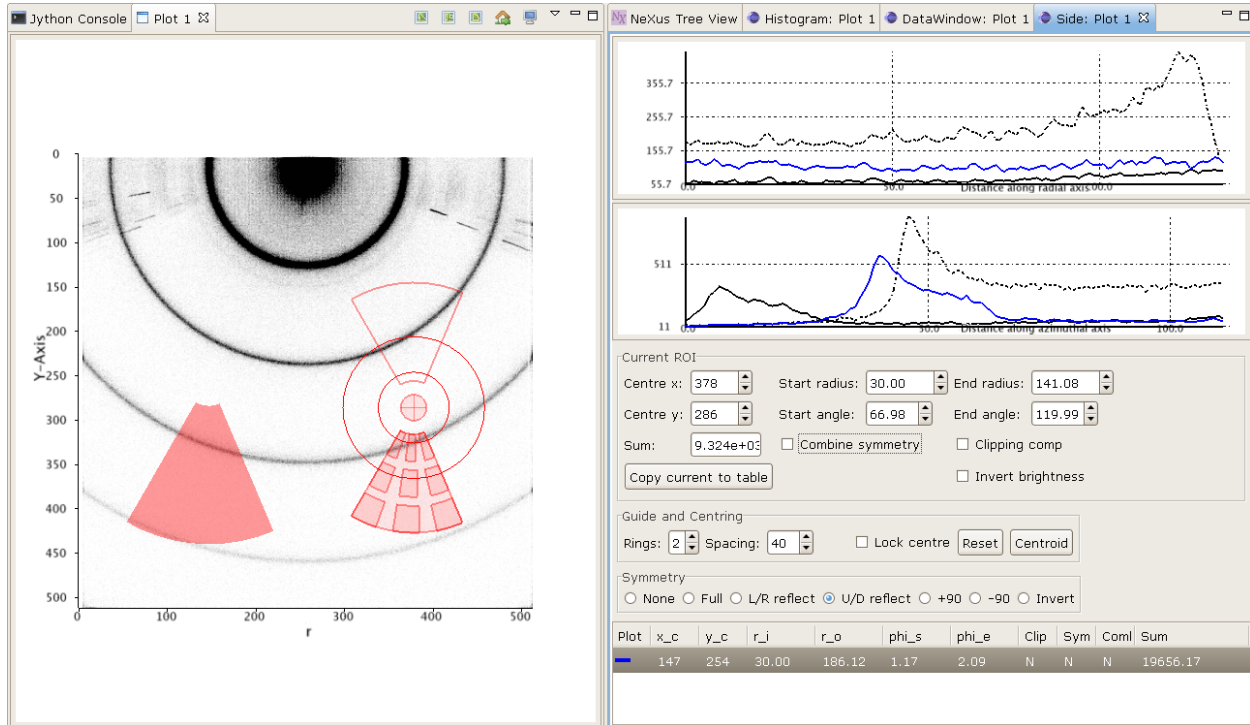 Jython Console Plot 1
0
50
100
150
200
250
300
350
400
450
500
Y-Axis
0 100 200 300 400 500
r
NeXus Tree View Histogram: Plot 1 DataWindow: Plot 1 Side: Plot 1
355.7
255.7
155.7
55.7
0.0 50.0 Distance along radial axis 00.0
511
11
0.0 50.0 Distance along azimuthal axis 100.0
Current ROI
Centre x: 378 Start radius: 30.00 End radius: 141.08
Centre y: 286 Start angle: 66.98 End angle: 119.99
Sum: 9.324e+03 Combine symmetry Clipping comp
Copy current to table Invert brightness
Guide and Centring
Rings: 2 Spacing: 40 Lock centre Reset Centroid
Symmetry
None Full L/R reflect U/D reflect +90 -90 Invert
Plot x_c y_c r_i r_o phi_s phi_e Clip Sym Coml Sum
147 254 30.00 186.12 1.17 2.09 N N N 19656.17